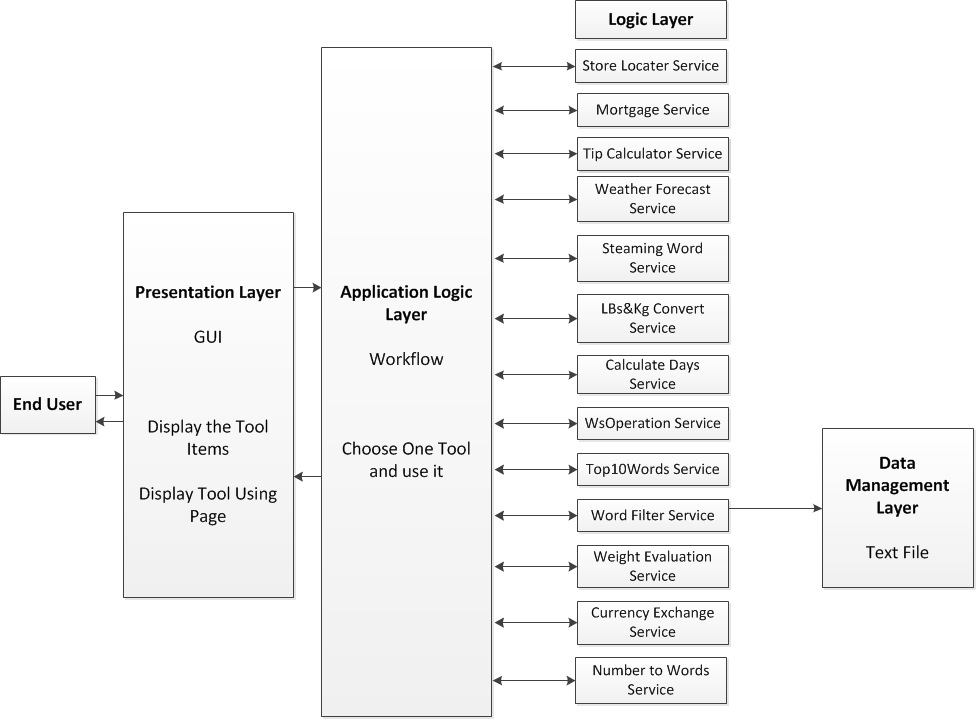 End User
Presentation Layer
GUI
Display the Tool
Items
Display Tool Using
Page
Application Logic
Layer
Workflow
Choose One Tool
and use it
Logic Layer
Store Locater Service
Mortgage Service
Tip Calculator Service
Weather Forecast
Service
Steaming Word
Service
LBs&Kg Convert
Service
Calculate Days
Service
WsOperation Service
Top10Words Service
Word Filter Service
Weight Evaluation
Service
Currency Exchange
Service
Number to Words
Service
Data
Management
Layer
Text File